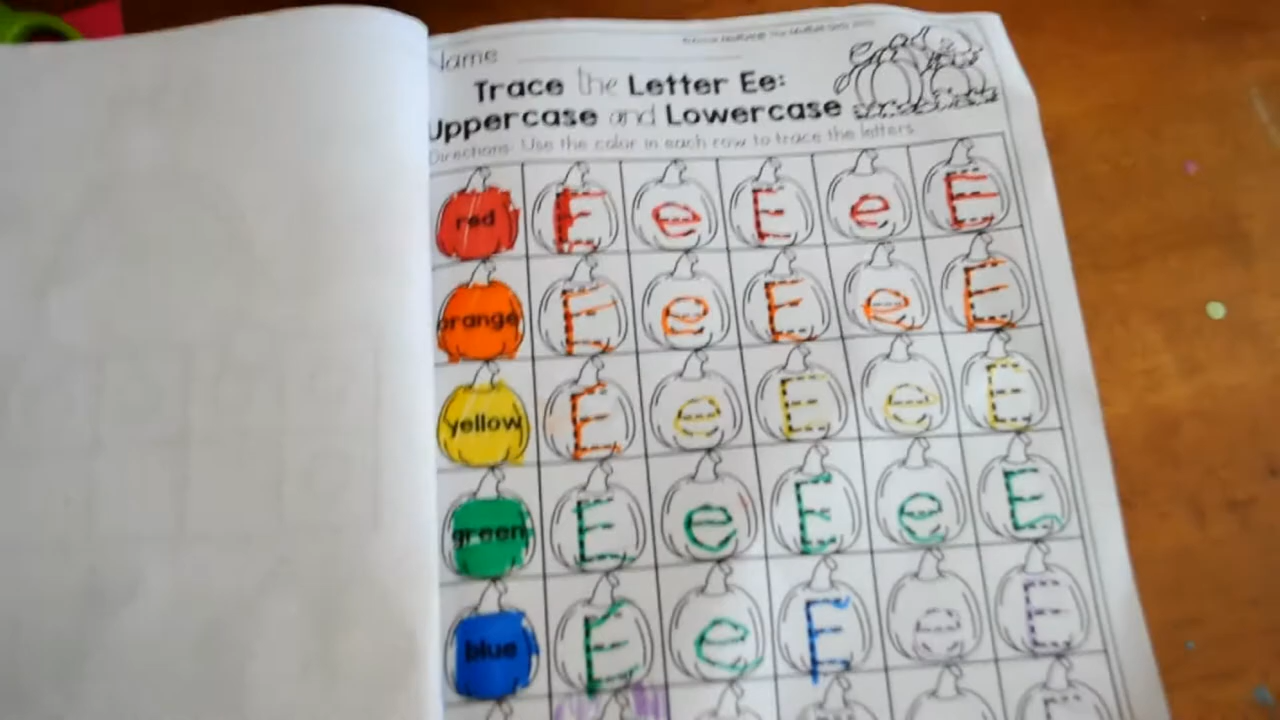 Name
Trace the Letter Ee:
Uppercase and Lowercase
Directions: Use the color in each row to trace the letters.
red E e E e E
orange E e E e E
yellow E e E e E
green E e E e E
blue E e E e E